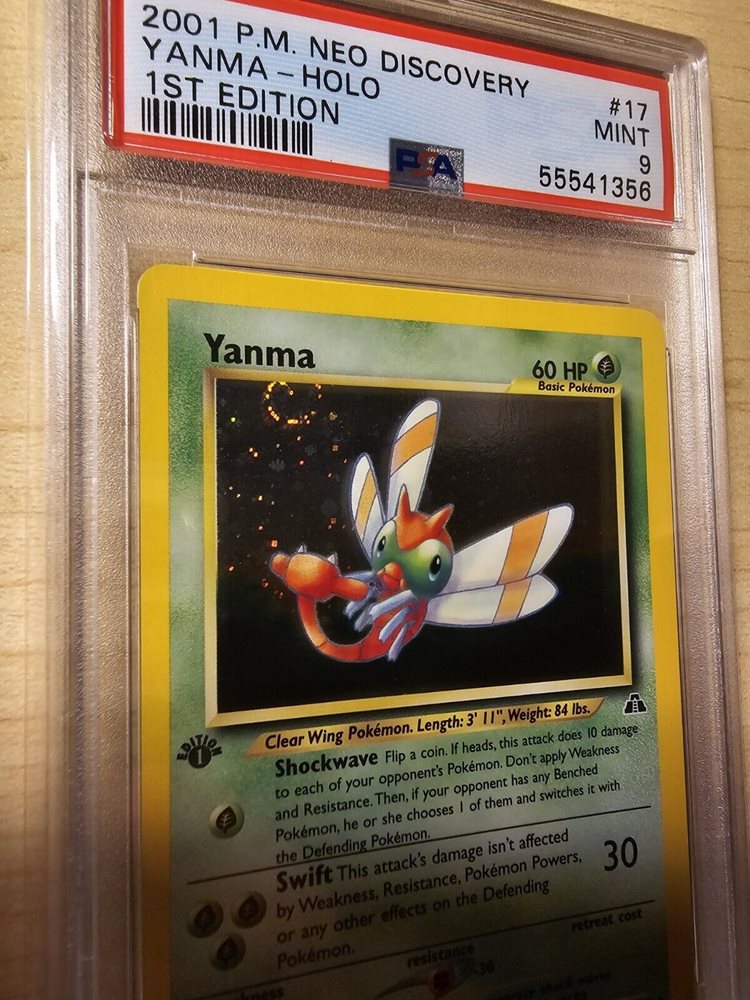 2001 P.M. NEO DISCOVERY #17
YANMA - HOLO MINT
1ST EDITION 9
PSA 55541356
Yanma 60 HP
Basic Pokémon
Clear Wing Pokémon. Length: 3' 11", Weight: 84 lbs.
EDITION 1
Shockwave Flip a coin. If heads, this attack does 10 damage
to each of your opponent's Pokémon. Don't apply Weakness
and Resistance. Then, if your opponent has any Benched
Pokémon, he or she chooses 1 of them and switches it with
the Defending Pokémon.
Swift This attack's damage isn't affected
by Weakness, Resistance, Pokémon Powers, 30
or any other effects on the Defending
Pokémon.
resistance retreat cost
-30